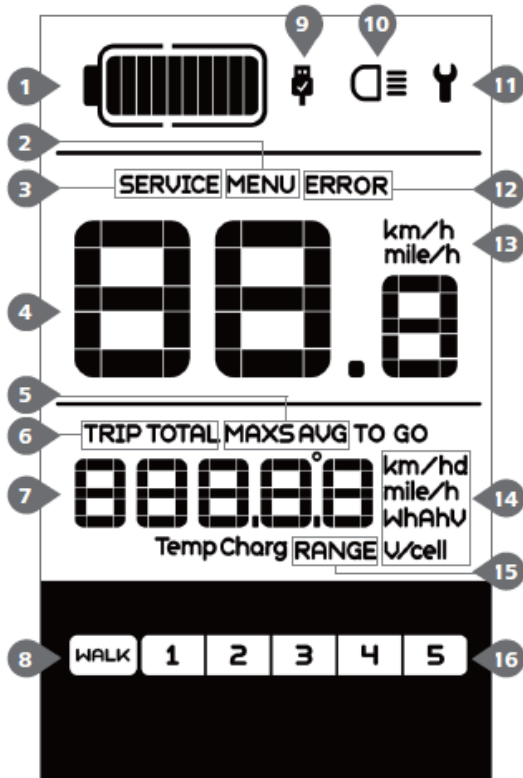 9 10
1 11
2
3 SERVICE MENU ERROR 12
km/h 13
mile/h
4 88.8
5
6 TRIP TOTAL MAXS AVG TO GO
7 888.8.8° km/hd
mile/h 14
WhAhV
Temp Charg RANGE V/cell
15
8 WALK 1 2 3 4 5 16